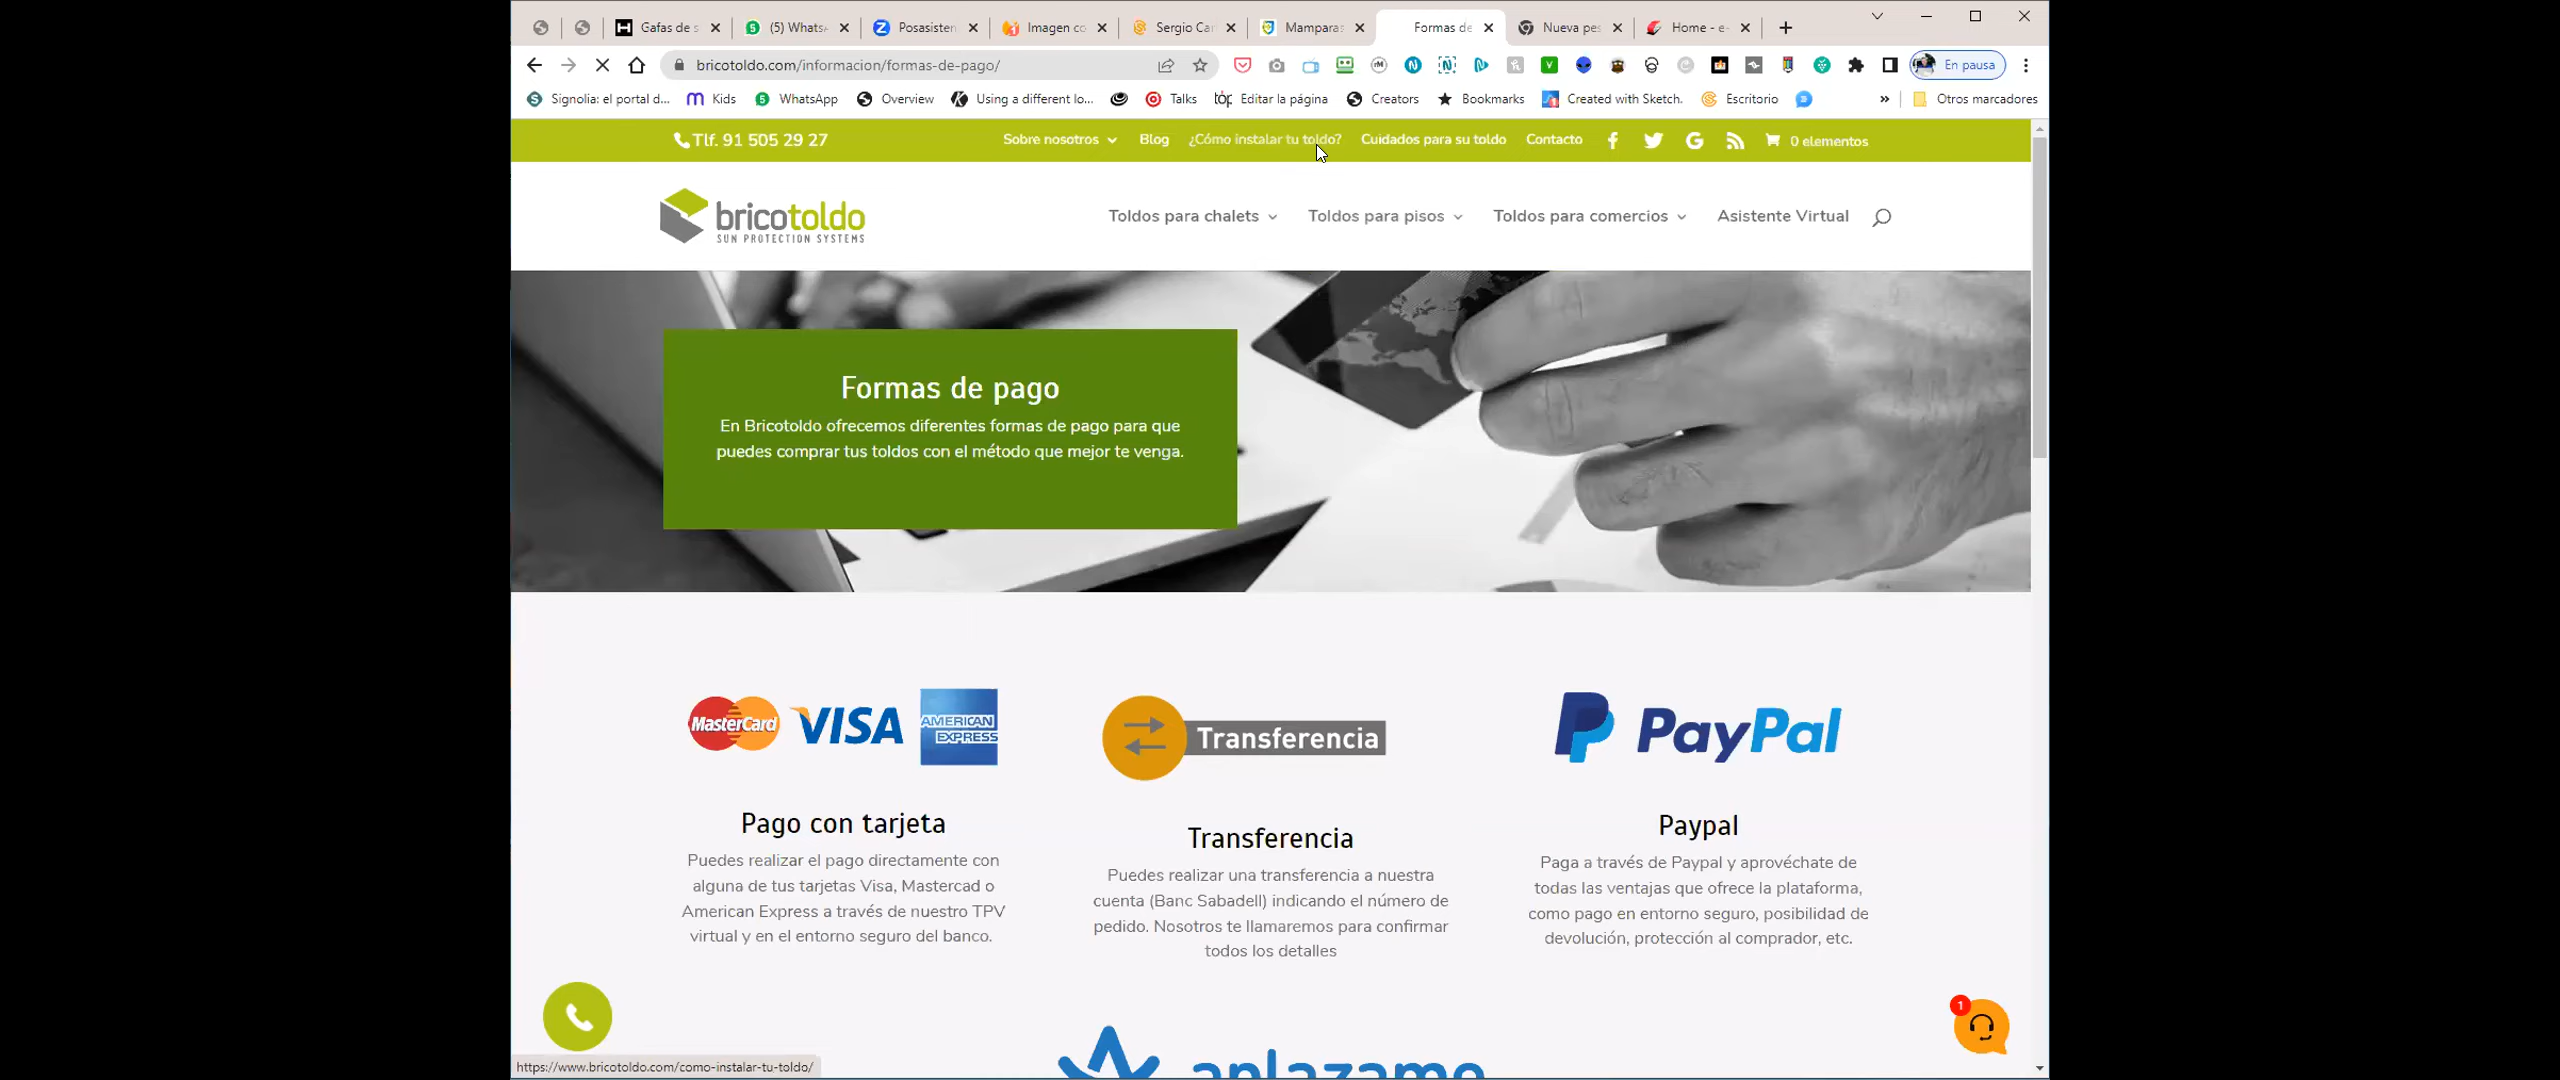 Gafas de s
(5) Whats
Posasisten
Imagen co
Sergio Car
Mamparas
Formas de
Nueva pes
Home - e-
bricotoldo.com/informacion/formas-de-pago/
En pausa
Signolia: el portal d...
Kids
WhatsApp
Overview
Using a different lo...
Talks
Editar la página
Creators
Bookmarks
Created with Sketch.
Escritorio
Otros marcadores
Tlf. 91 505 29 27
Sobre nosotros
Blog
¿Cómo instalar tu toldo?
Cuidados para su toldo
Contacto
0 elementos
bricotoldo
SUN PROTECTION SYSTEMS
Toldos para chalets
Toldos para pisos
Toldos para comercios
Asistente Virtual
Formas de pago
En Bricotoldo ofrecemos diferentes formas de pago para que
puedes comprar tus toldos con el método que mejor te venga.
MasterCard
VISA
AMERICAN
EXPRESS
Transferencia
PayPal
Pago con tarjeta
Puedes realizar el pago directamente con
alguna de tus tarjetas Visa, Mastercad o
American Express a través de nuestro TPV
virtual y en el entorno seguro del banco.
Transferencia
Puedes realizar una transferencia a nuestra
cuenta (Banc Sabadell) indicando el número de
pedido. Nosotros te llamaremos para confirmar
todos los detalles
Paypal
Paga a través de Paypal y aprovéchate de
todas las ventajas que ofrece la plataforma,
como pago en entorno seguro, posibilidad de
devolución, protección al comprador, etc.
1
aplazame
https://www.bricotoldo.com/como-instalar-tu-toldo/